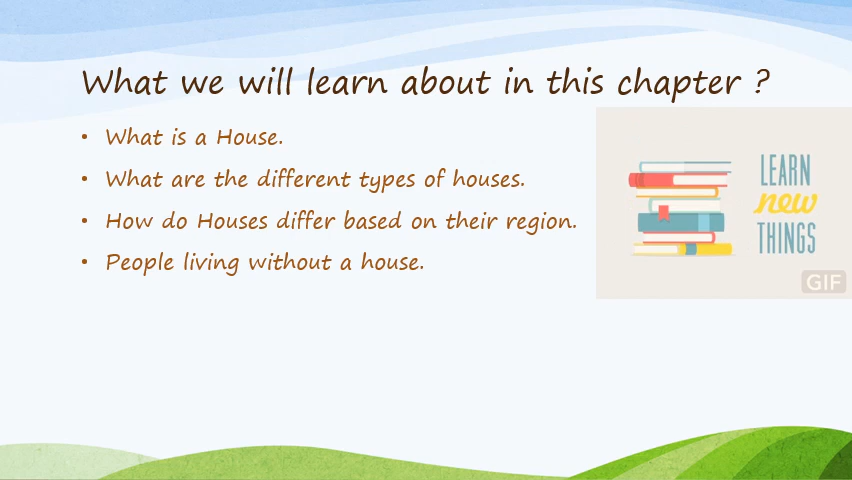 What we will learn about in this chapter ?
• What is a House.
• What are the different types of houses.
• How do Houses differ based on their region.
• People living without a house.
LEARN
new
THINGS
GIF